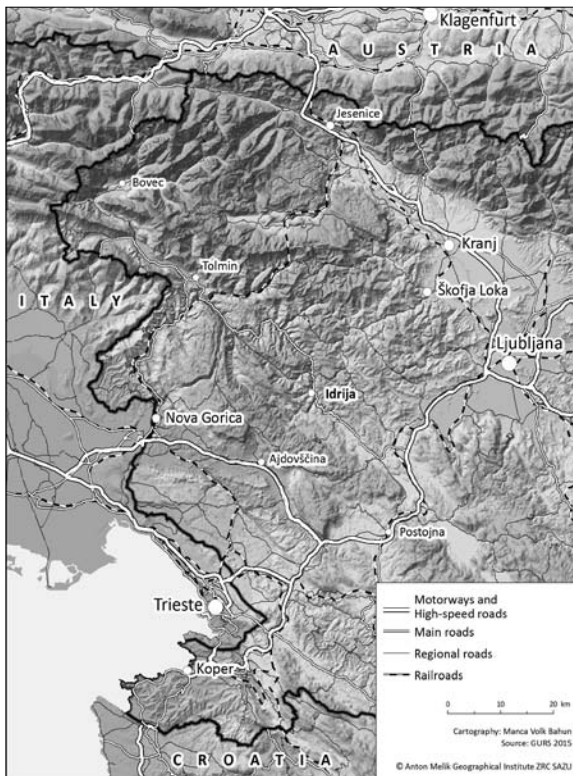 Klagenfurt
A U S T R I A
Jesenice
Bovec
Kranj
Tolmin
Škofja Loka
I T A L Y
Ljubljana
Idrija
Nova Gorica
Ajdovščina
Postojna
Trieste
Koper
C R O A T I A
Motorways and
High-speed roads
Main roads
Regional roads
Railroads
0 10 20 km
Cartography: Manca Volk Bahun
Source: GURS 2015
© Anton Melik Geographical Institute ZRC SAZU